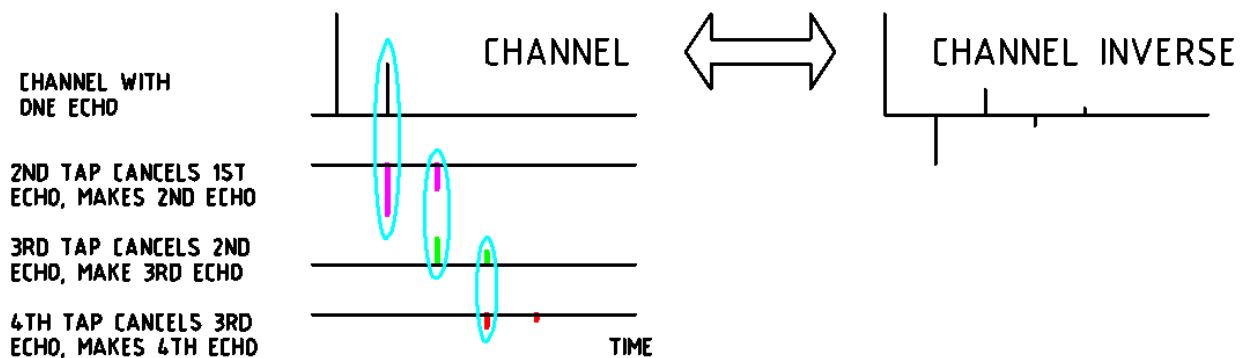 CHANNEL
CHANNEL INVERSE
CHANNEL WITH
ONE ECHO
2ND TAP CANCELS 1ST
ECHO, MAKES 2ND ECHO
3RD TAP CANCELS 2ND
ECHO, MAKE 3RD ECHO
4TH TAP CANCELS 3RD
ECHO, MAKES 4TH ECHO
TIME